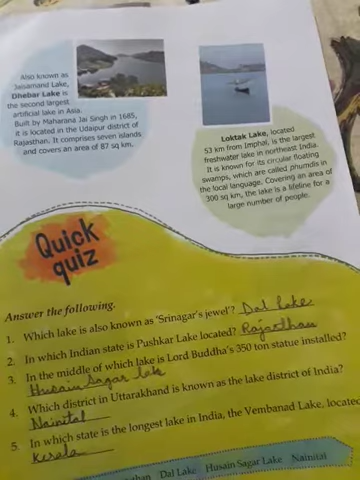 Also known as
Jaisamand Lake,
Dhebar Lake is
the second largest
artificial lake in Asia.
Built by Maharana Jai Singh in 1685,
it is located in the Udaipur district of
Rajasthan. It comprises seven islands
and covers an area of 87 sq km.
Loktak Lake, located
53 km from Imphal, is the largest
freshwater lake in northeast India.
It is known for its circular floating
swamps, which are called phumdis in
the local language. Covering an area of
300 sq km, the lake is a lifeline for a
large number of people.
Quick
quiz
Answer the following.
1. Which lake is also known as 'Srinagar's jewel'? Dal lake
2. In which Indian state is Pushkar Lake located? Rajasthan
3. In the middle of which lake is Lord Buddha's 350 ton statue installed?
Husain Sagar lake
4. Which district in Uttarakhand is known as the lake district of India?
Nainital
5. In which state is the longest lake in India, the Vembanad Lake, located
Kerala
Dal Lake Husain Sagar Lake Nainital